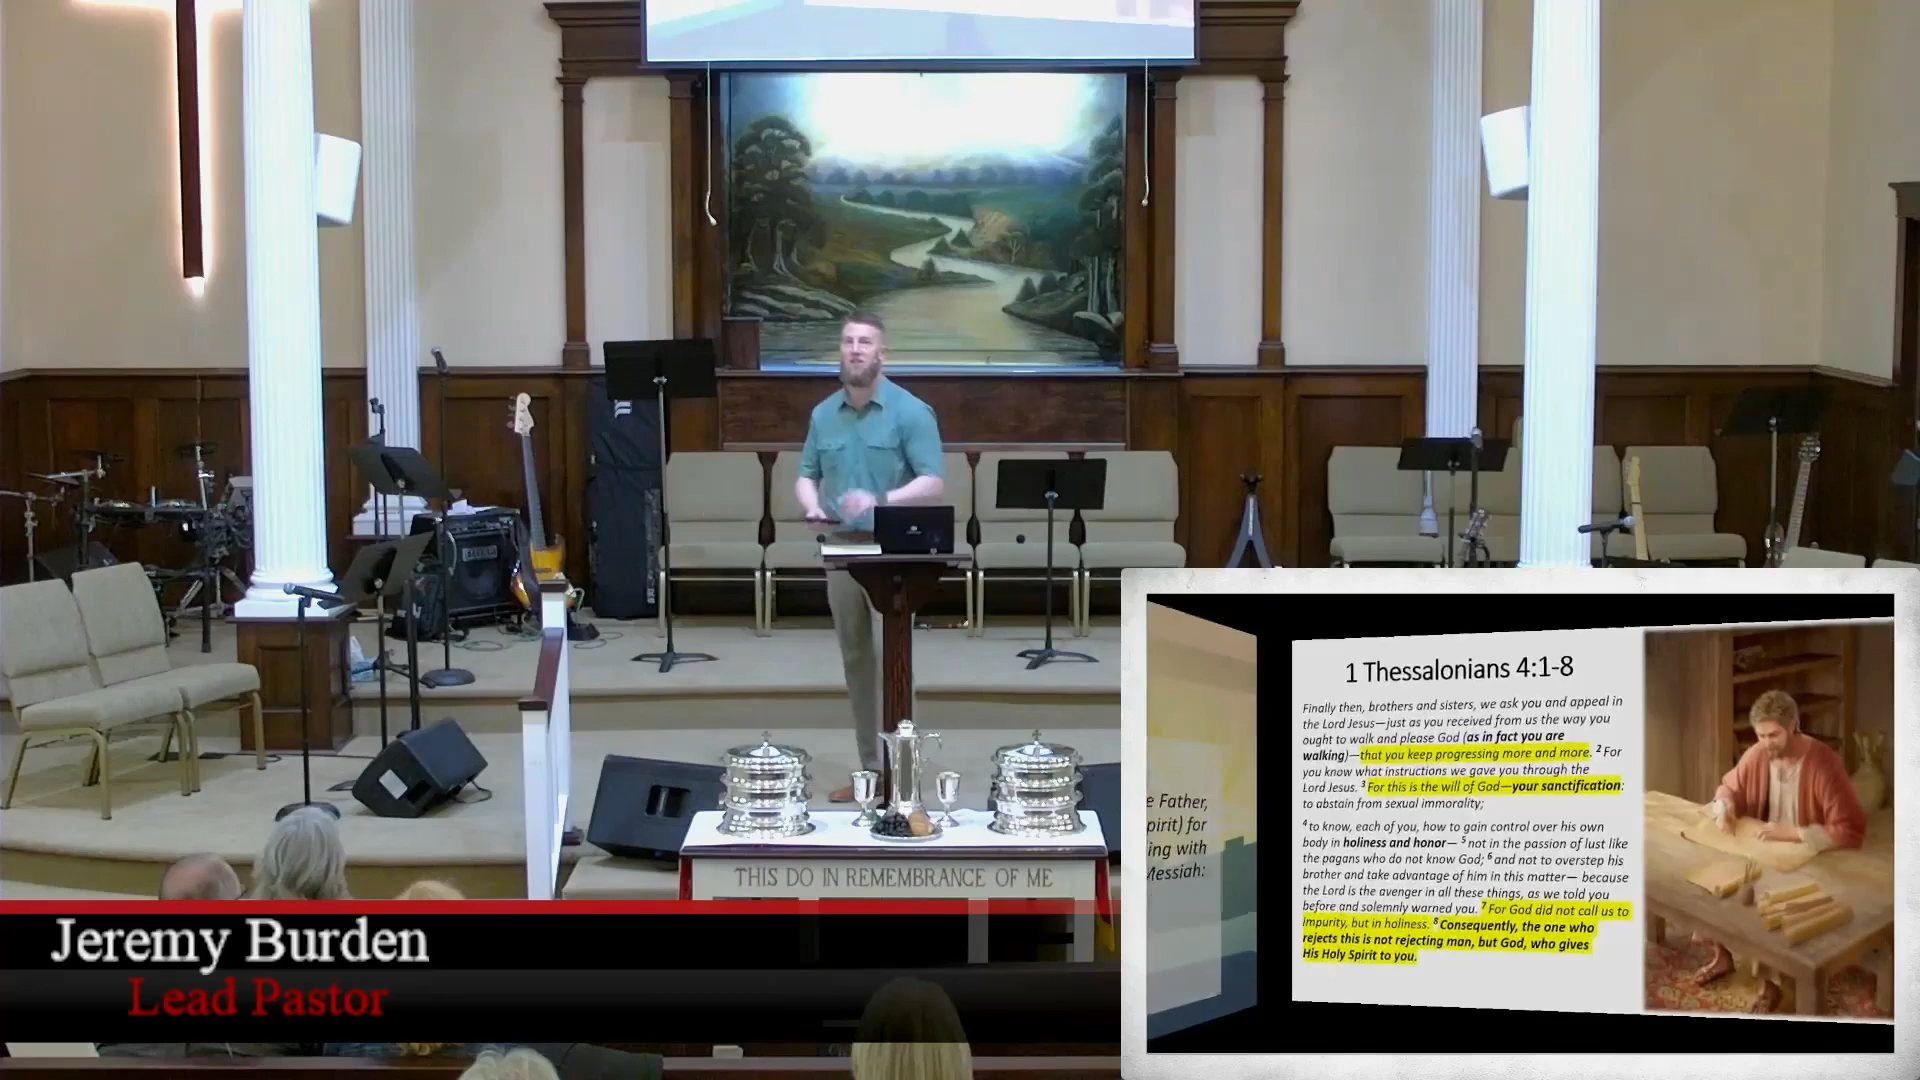 THIS DO IN REMEMBRANCE OF ME
Jeremy Burden
Lead Pastor
e Father,
pirit) for
ing with
Messiah:
1 Thessalonians 4:1-8
Finally then, brothers and sisters, we ask you and appeal in
the Lord Jesus—just as you received from us the way you
ought to walk and please God (as in fact you are
walking)—that you keep progressing more and more. 2 For
you know what instructions we gave you through the
Lord Jesus. 3 For this is the will of God—your sanctification:
to abstain from sexual immorality;
4 to know, each of you, how to gain control over his own
body in holiness and honor— 5 not in the passion of lust like
the pagans who do not know God; 6 and not to overstep his
brother and take advantage of him in this matter— because
the Lord is the avenger in all these things, as we told you
before and solemnly warned you. 7 For God did not call us to
impurity, but in holiness. 8 Consequently, the one who
rejects this is not rejecting man, but God, who gives
His Holy Spirit to you.